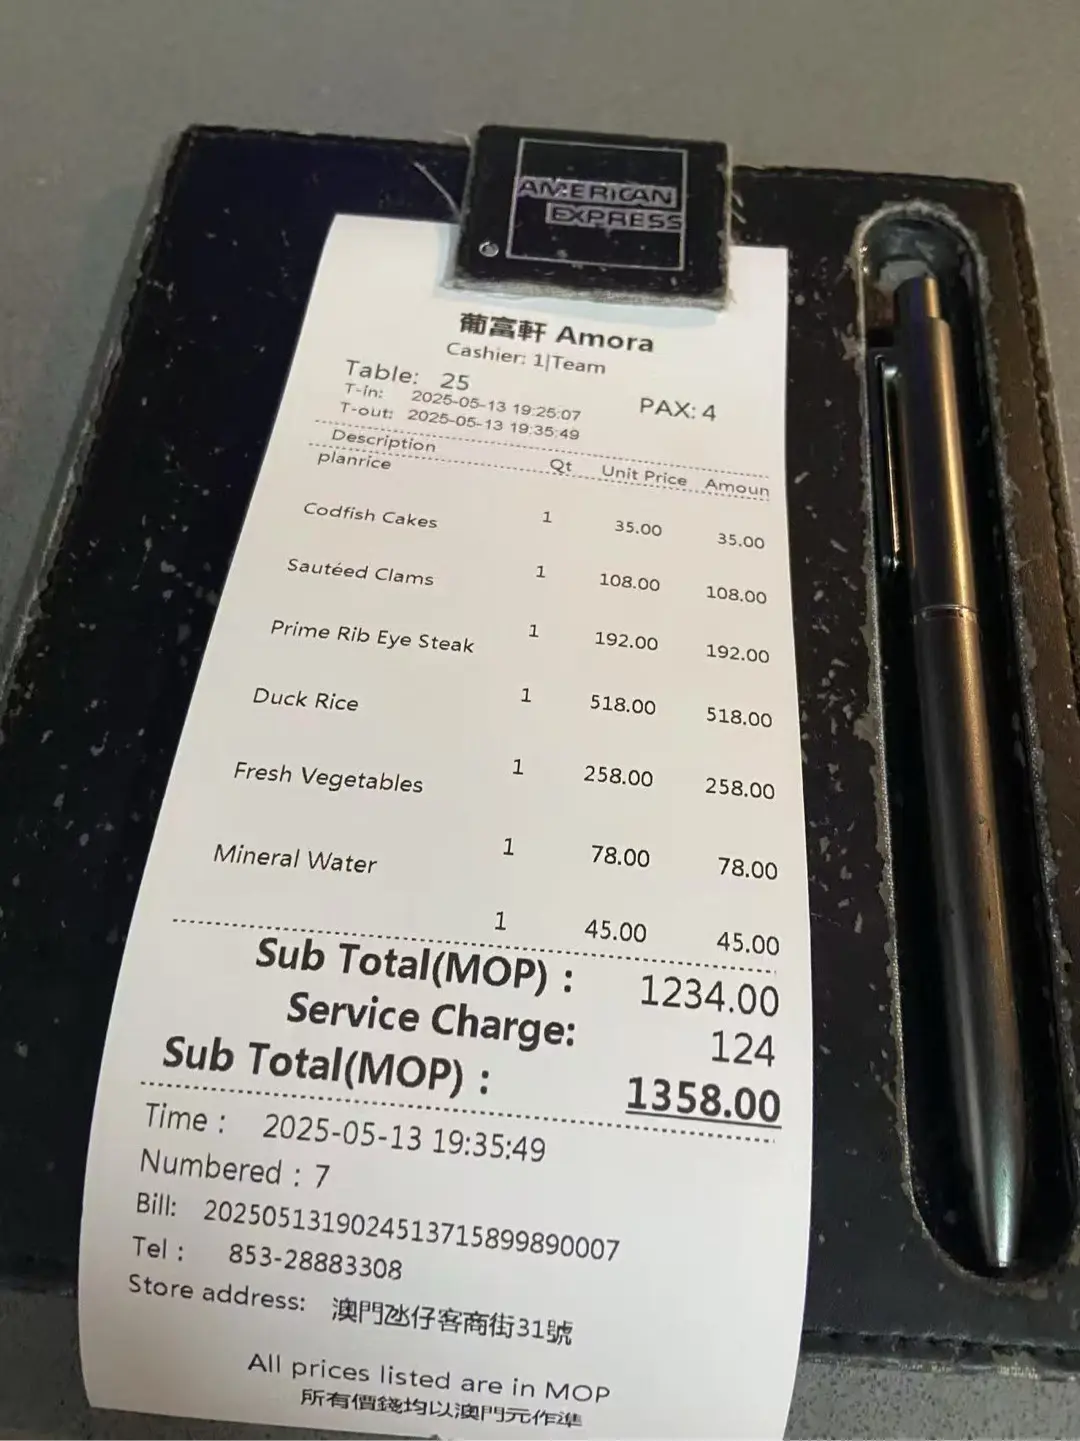 AMERICAN
EXPRESS
葡富軒 Amora
Cashier: 1|Team
Table: 25 PAX: 4
T-in: 2025-05-13 19:25:07
T-out: 2025-05-13 19:35:49
Description Qt Unit Price Amoun
planrice
1 35.00 35.00
Codfish Cakes
1 108.00 108.00
Sautéed Clams
1 192.00 192.00
Prime Rib Eye Steak
1 518.00 518.00
Duck Rice
1 258.00 258.00
Fresh Vegetables
1 78.00 78.00
Mineral Water
1 45.00 45.00
Sub Total(MOP) : 1234.00
Service Charge: 124
Sub Total(MOP) : 1358.00
Time : 2025-05-13 19:35:49
Numbered : 7
Bill: 20250513190245137158998​90007
Tel : 853-28883308
Store address: 澳門氹仔客商街31號
All prices listed are in MOP
所有價錢均以澳門元作準